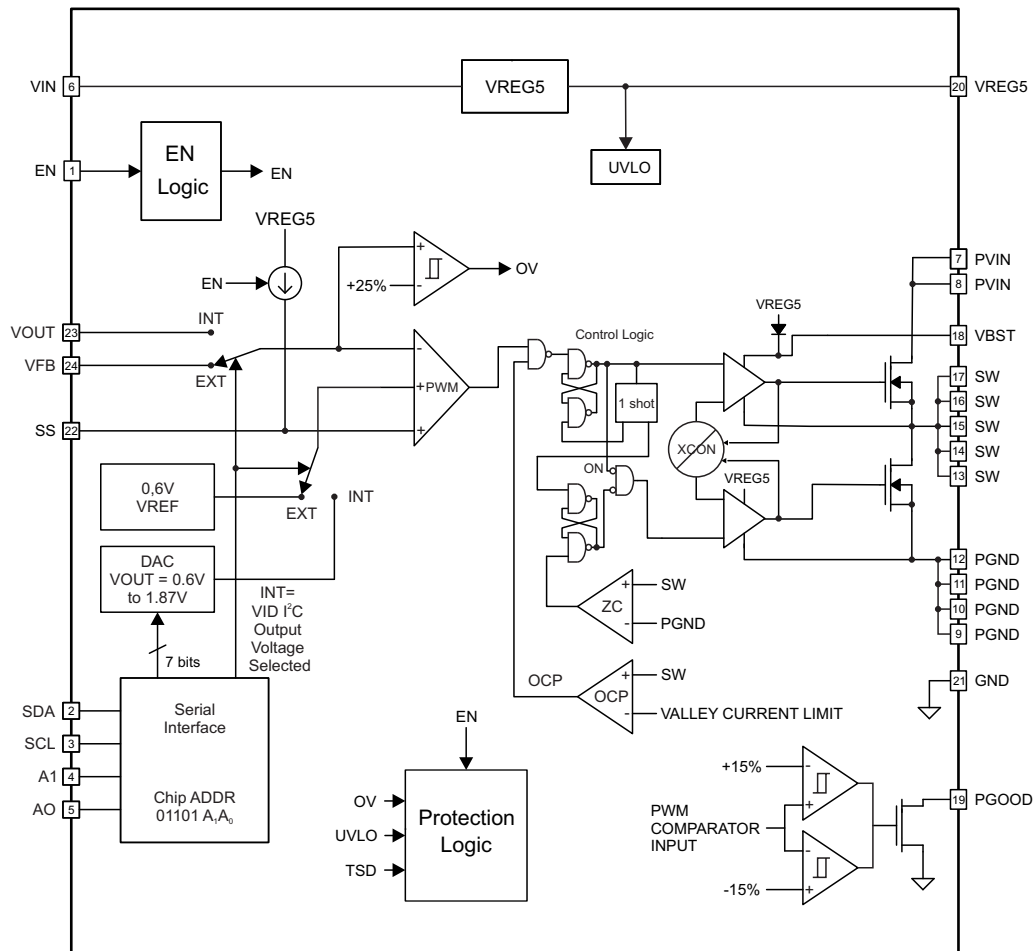 VIN 6
VREG5
20 VREG5
UVLO
EN 1
EN
Logic
EN
VREG5
EN
+
+25%
-
OV
7 PVIN
8 PVIN
VREG5
18 VBST
VOUT 23
INT
VFB 24
EXT
-
+
+
PWM
SS 22
Control Logic
1 shot
17 SW
16 SW
15 SW
14 SW
13 SW
XCON
ON
VREG5
0,6V
VREF
EXT
INT
DAC
VOUT = 0.6V
to 1.87V
7 bits
INT=
VID I²C
Output
Voltage
Selected
ZC
+
SW
-
PGND
12 PGND
11 PGND
10 PGND
9 PGND
OCP
OCP
+
SW
-
VALLEY CURRENT LIMIT
21 GND
SDA 2
SCL 3
A1 4
AO 5
Serial
Interface
Chip ADDR
01101 A₁A₀
EN
OV
UVLO
TSD
Protection
Logic
+15%
-
+
PWM
COMPARATOR
INPUT
-
-15%
+
19 PGOOD